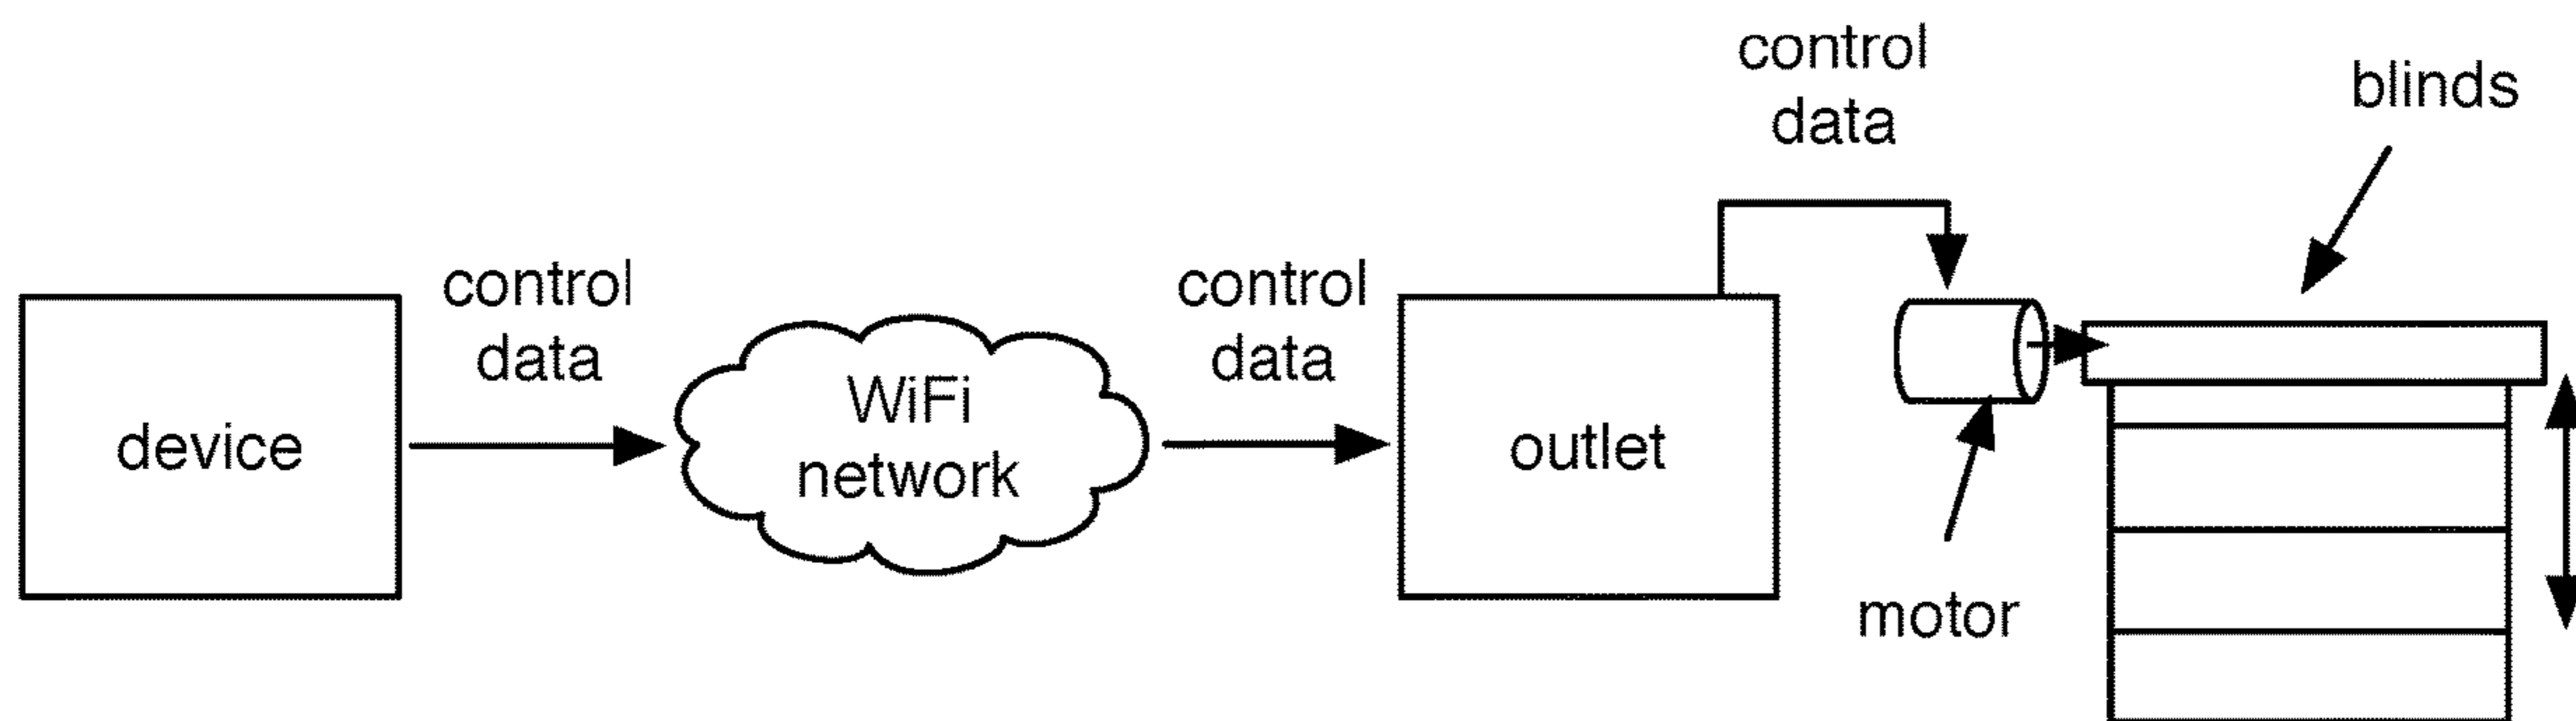 device
control
data
WiFi
network
control
data
outlet
control
data
motor
blinds